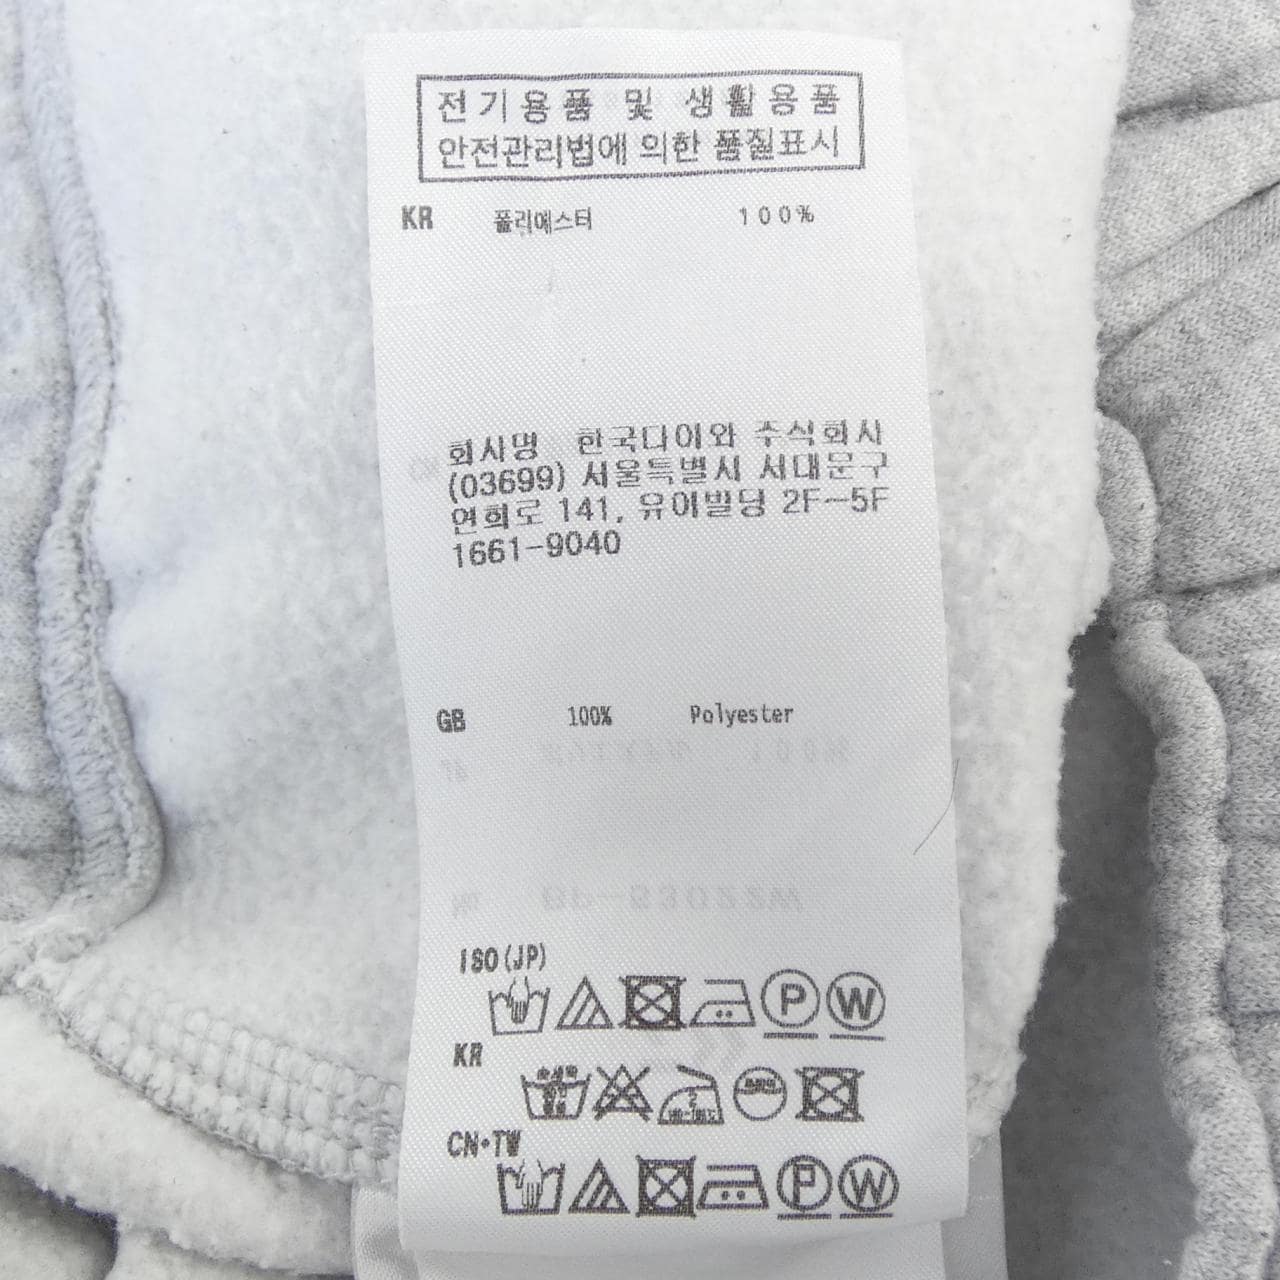 전기용품 및 생활용품
안전관리법에 의한 품질표시
KR 폴리에스터 100%
회사명 한국디이와 주식회사
(03699) 서울특별시 서대문구
연희로 141, 유어빌딩 2F-5F
1661-9040
GB 100% Polyester
ISO(JP)
P W
KR
CN·TW
P W